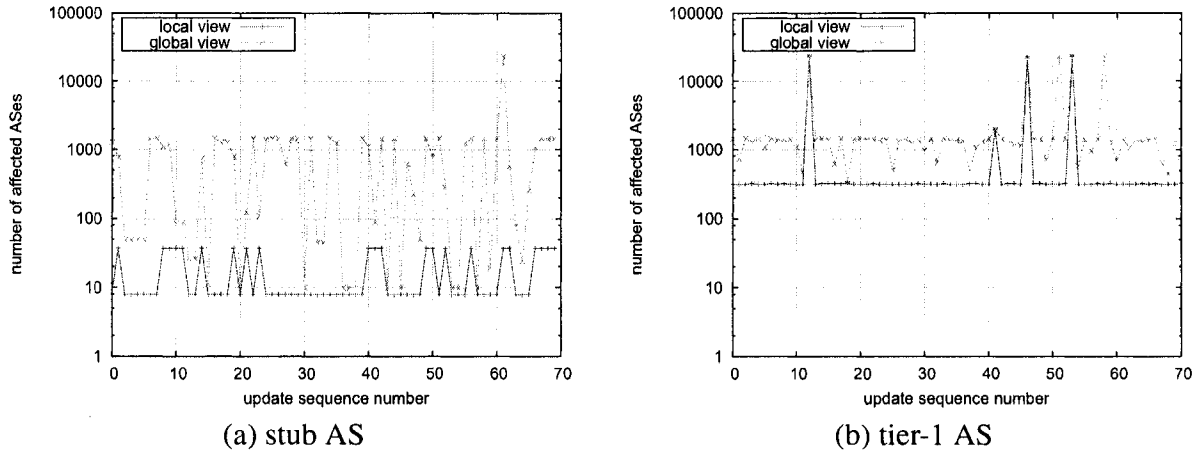 100000
10000
1000
100
10
1
number of affected ASes
local view
global view
0 10 20 30 40 50 60 70
update sequence number
(a) stub AS
100000
10000
1000
100
10
1
number of affected ASes
local view
global view
0 10 20 30 40 50 60 70
update sequence number
(b) tier-1 AS